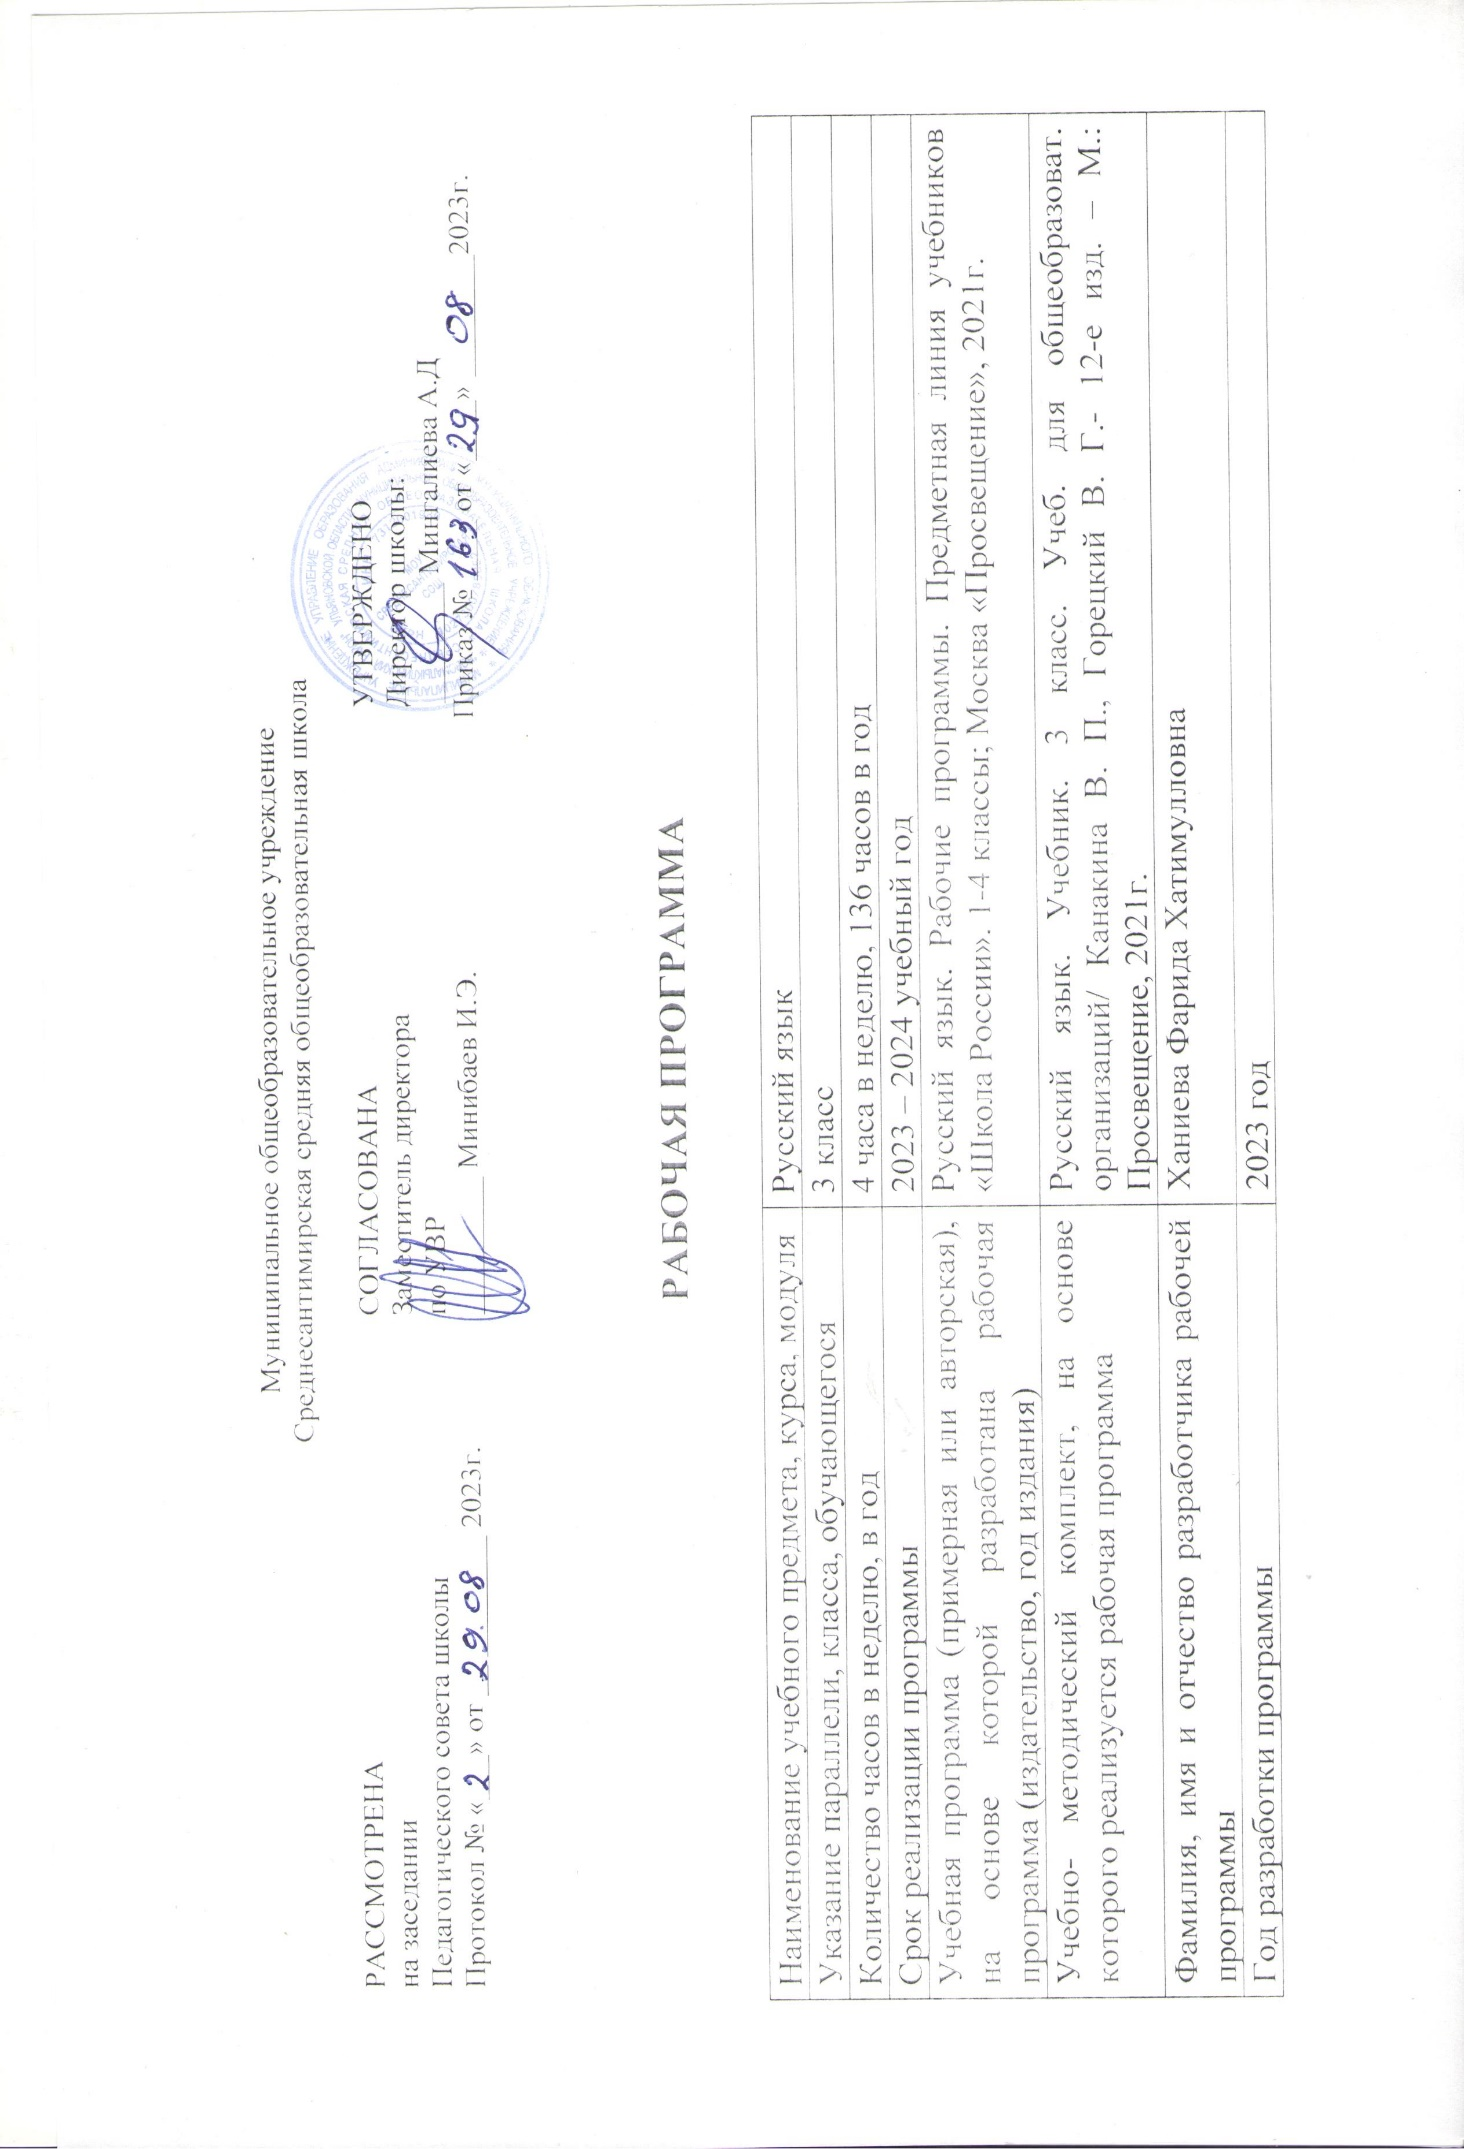 Муниципальное общеобразовательное учреждение
Среднесантимирская средняя общеобразовательная школа
РАССМОТРЕНА
на заседании
Педагогического совета школы
Протокол № «2» от 29.08 2023г.
СОГЛАСОВАНА
Заместитель директора
по УВР
Минибаев И.Э.
УТВЕРЖДЕНО
Директор школы:
Мингалиева А.Д
Приказ № 163 от «29» 08 2023г.
РАБОЧАЯ ПРОГРАММА
Наименование учебного предмета, курса, модуля
Русский язык
Указание параллели, класса, обучающегося
3 класс
Количество часов в неделю, в год
4 часа в неделю, 136 часов в год
Срок реализации программы
2023 – 2024 учебный год
Учебная программа (примерная или авторская),
на основе которой разработана рабочая
программа (издательство, год издания)
Русский язык. Рабочие программы. Предметная линия учебников
«Школа России». 1-4 классы; Москва «Просвещение», 2021г.
Учебно- методический комплект, на основе
которого реализуется рабочая программа
Русский язык. Учебник. 3 класс. Учеб. для общеобразоват.
организаций/ Канакина В. П., Горецкий В. Г.- 12-е изд. – М.:
Просвещение, 2021г.
Фамилия, имя и отчество разработчика рабочей
программы
Ханиева Фарида Хатимулловна
Год разработки программы
2023 год